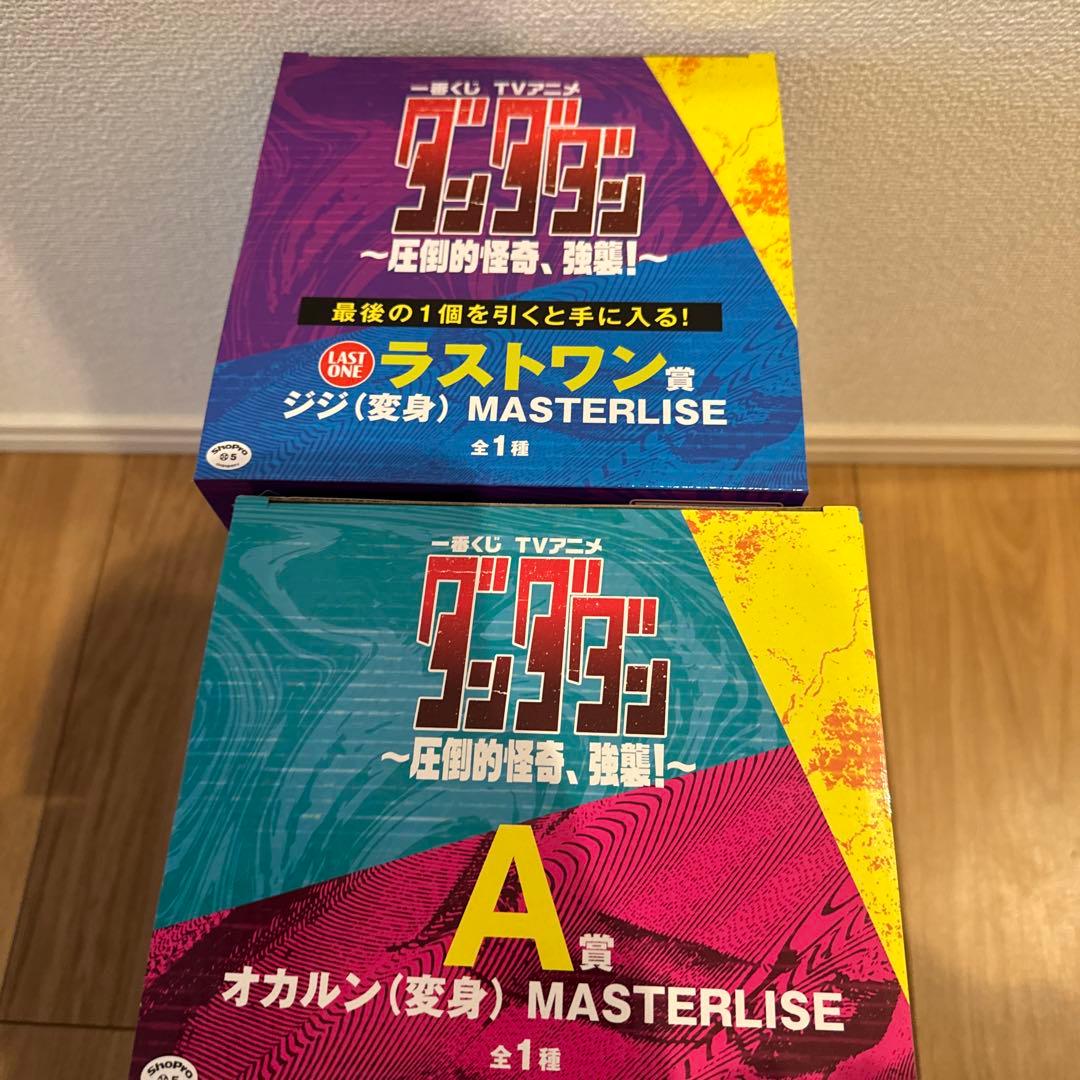 一番くじ TVアニメ
ダンダダン
～圧倒的怪奇、強襲!～
最後の1個を引くと手に入る!
LAST ONE ラストワン賞
ジジ(変身) MASTERLISE
全1種
ShoPro
5
一番くじ TVアニメ
ダンダダン
～圧倒的怪奇、強襲!～
A賞
オカルン(変身) MASTERLISE
全1種
ShoPro
5